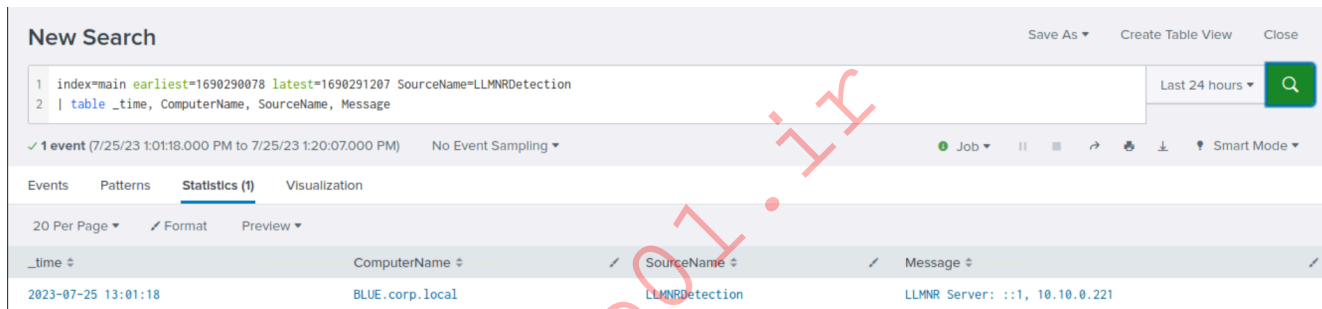 New Search
Save As ▾ Create Table View Close
1 index=main earliest=1690290078 latest=1690291207 SourceName=LLMNRDetection
2 | table _time, ComputerName, SourceName, Message
Last 24 hours ▾
✓ 1 event (7/25/23 1:01:18.000 PM to 7/25/23 1:20:07.000 PM) No Event Sampling ▾
Job ▾ Smart Mode ▾
Events Patterns Statistics (1) Visualization
20 Per Page ▾ Format Preview ▾
_time ComputerName SourceName Message
2023-07-25 13:01:18 BLUE.corp.local LLMNRDetection LLMNR Server: ::1, 10.10.0.221